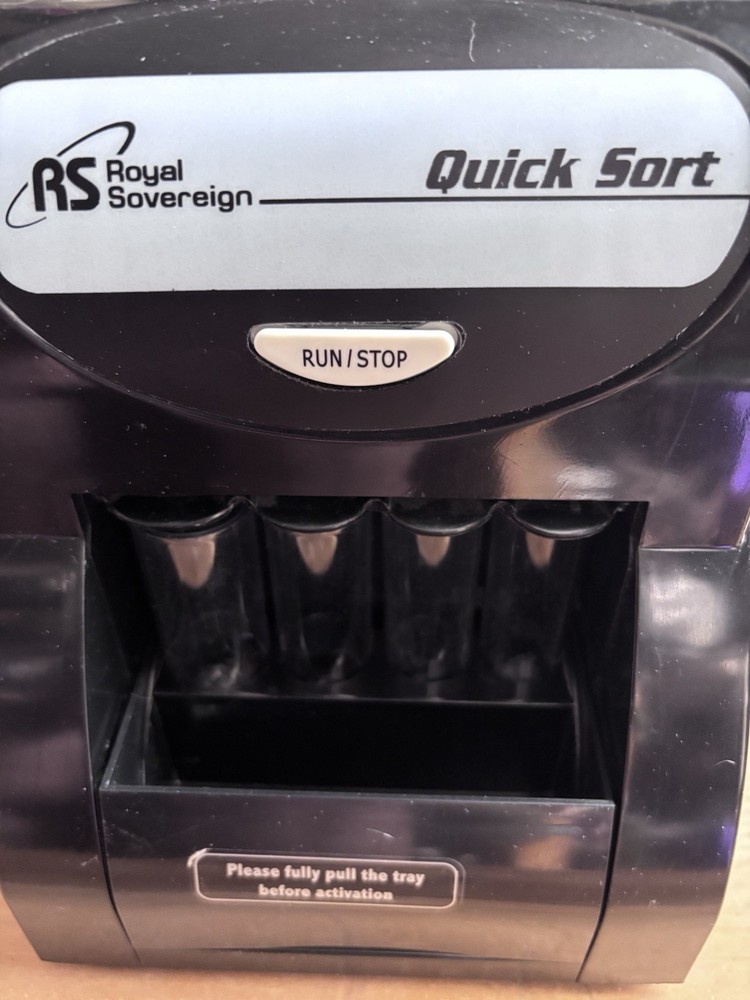 RS Royal
Sovereign
Quick Sort
RUN/STOP
Please fully pull the tray
before activation